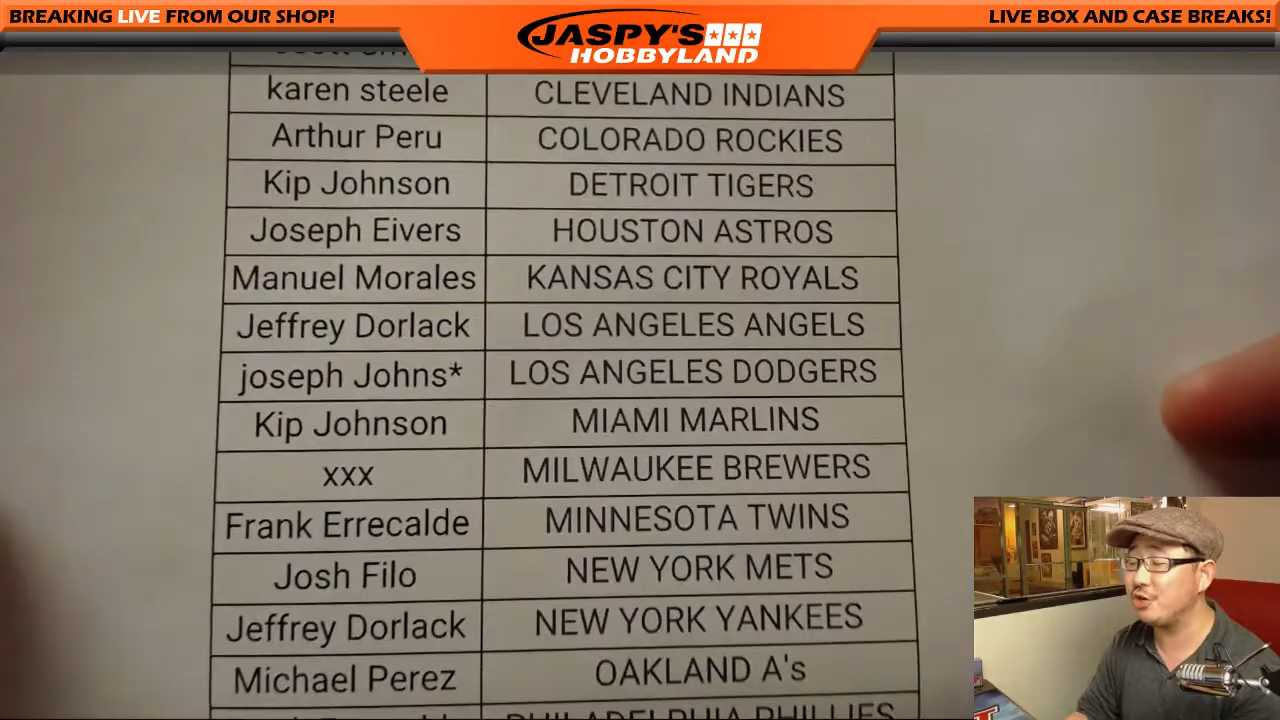 BREAKING LIVE FROM OUR SHOP!
JASPY'S
HOBBYLAND
LIVE BOX AND CASE BREAKS!
karen steele CLEVELAND INDIANS
Arthur Peru COLORADO ROCKIES
Kip Johnson DETROIT TIGERS
Joseph Eivers HOUSTON ASTROS
Manuel Morales KANSAS CITY ROYALS
Jeffrey Dorlack LOS ANGELES ANGELS
joseph Johns* LOS ANGELES DODGERS
Kip Johnson MIAMI MARLINS
xxx MILWAUKEE BREWERS
Frank Errecalde MINNESOTA TWINS
Josh Filo NEW YORK METS
Jeffrey Dorlack NEW YORK YANKEES
Michael Perez OAKLAND A's
PHILADELPHIA PHILLIES